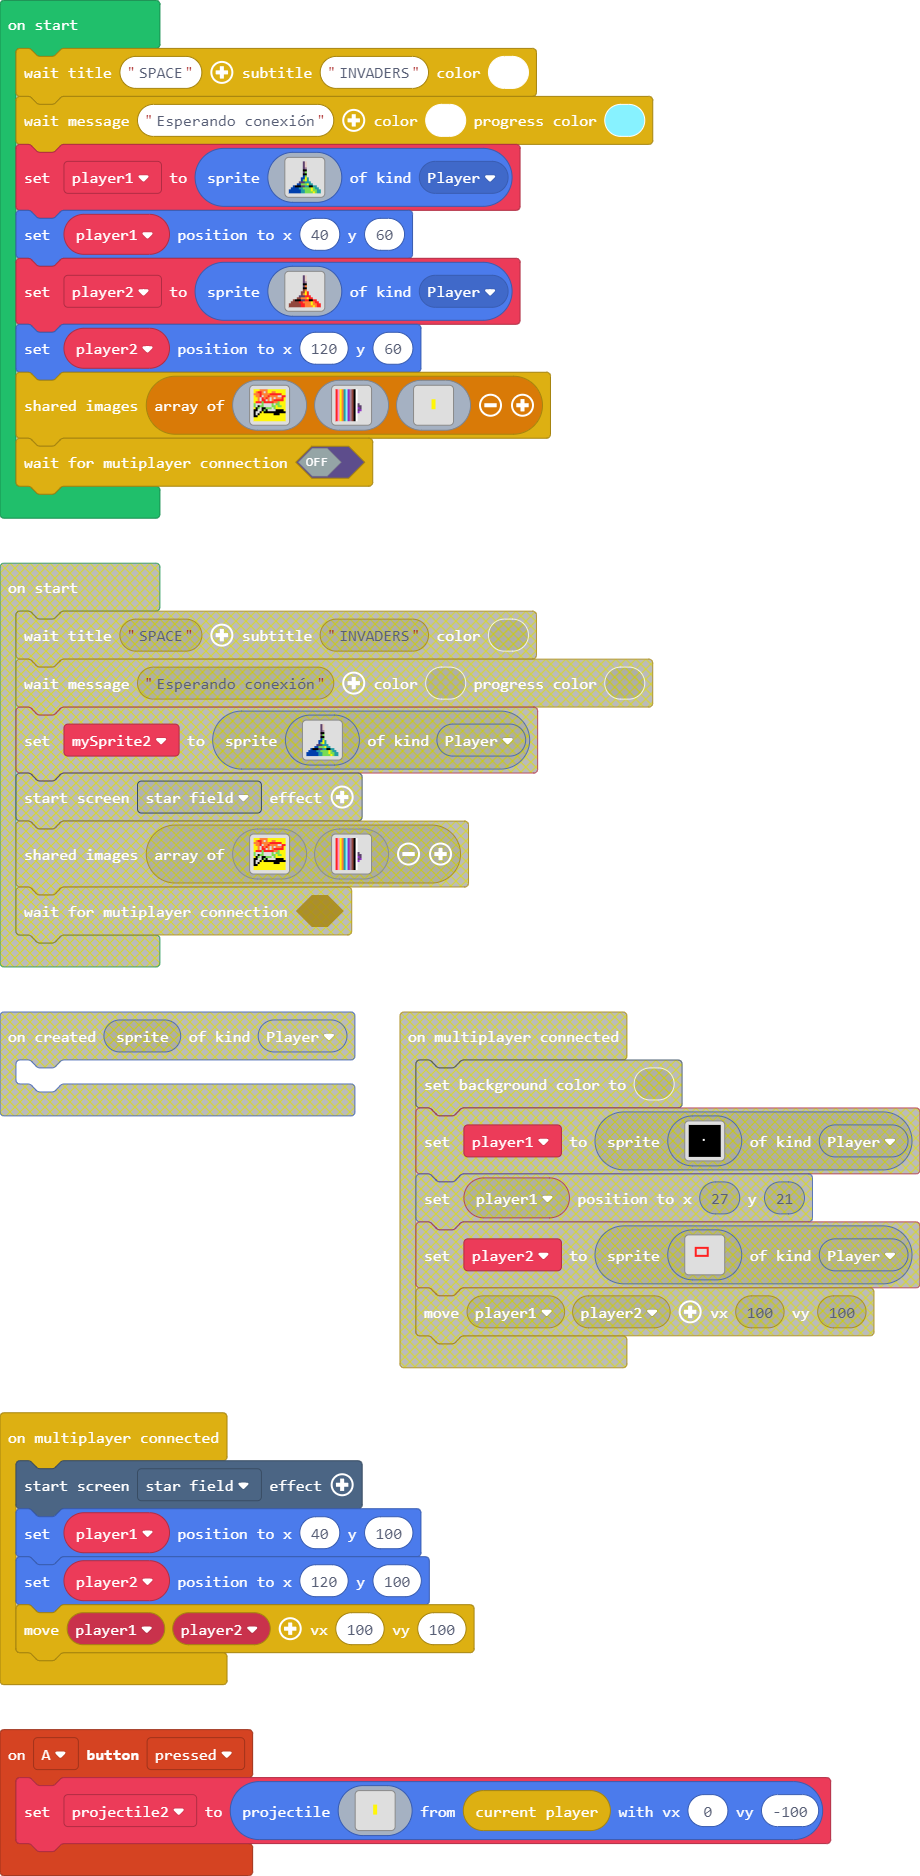 on start
wait title "SPACE" subtitle "INVADERS" color
wait message "Esperando conexión" color progress color
set player1 to sprite of kind Player
set player1 position to x 40 y 60
set player2 to sprite of kind Player
set player2 position to x 120 y 60
shared images array of
wait for mutiplayer connection OFF
on start
wait title "SPACE" subtitle "INVADERS" color
wait message "Esperando conexión" color progress color
set mySprite2 to sprite of kind Player
start screen star field effect
shared images array of
wait for mutiplayer connection
on created sprite of kind Player
on multiplayer connected
set background color to
set player1 to sprite of kind Player
set player1 position to x 27 y 21
set player2 to sprite of kind Player
move player1 player2 vx 100 vy 100
on multiplayer connected
start screen star field effect
set player1 position to x 40 y 100
set player2 position to x 120 y 100
move player1 player2 vx 100 vy 100
on A button pressed
set projectile2 to projectile from current player with vx 0 vy -100